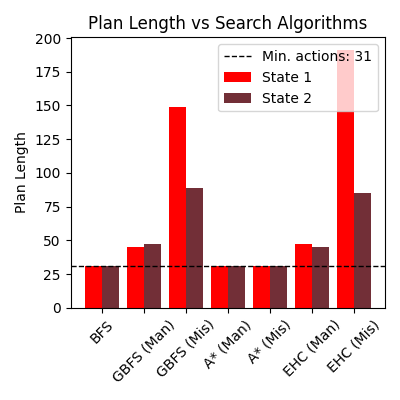 Plan Length vs Search Algorithms
Min. actions: 31
State 1
State 2
Plan Length
200
175
150
125
100
75
50
25
0
BFS
GBFS (Man)
GBFS (Mis)
A* (Man)
A* (Mis)
EHC (Man)
EHC (Mis)